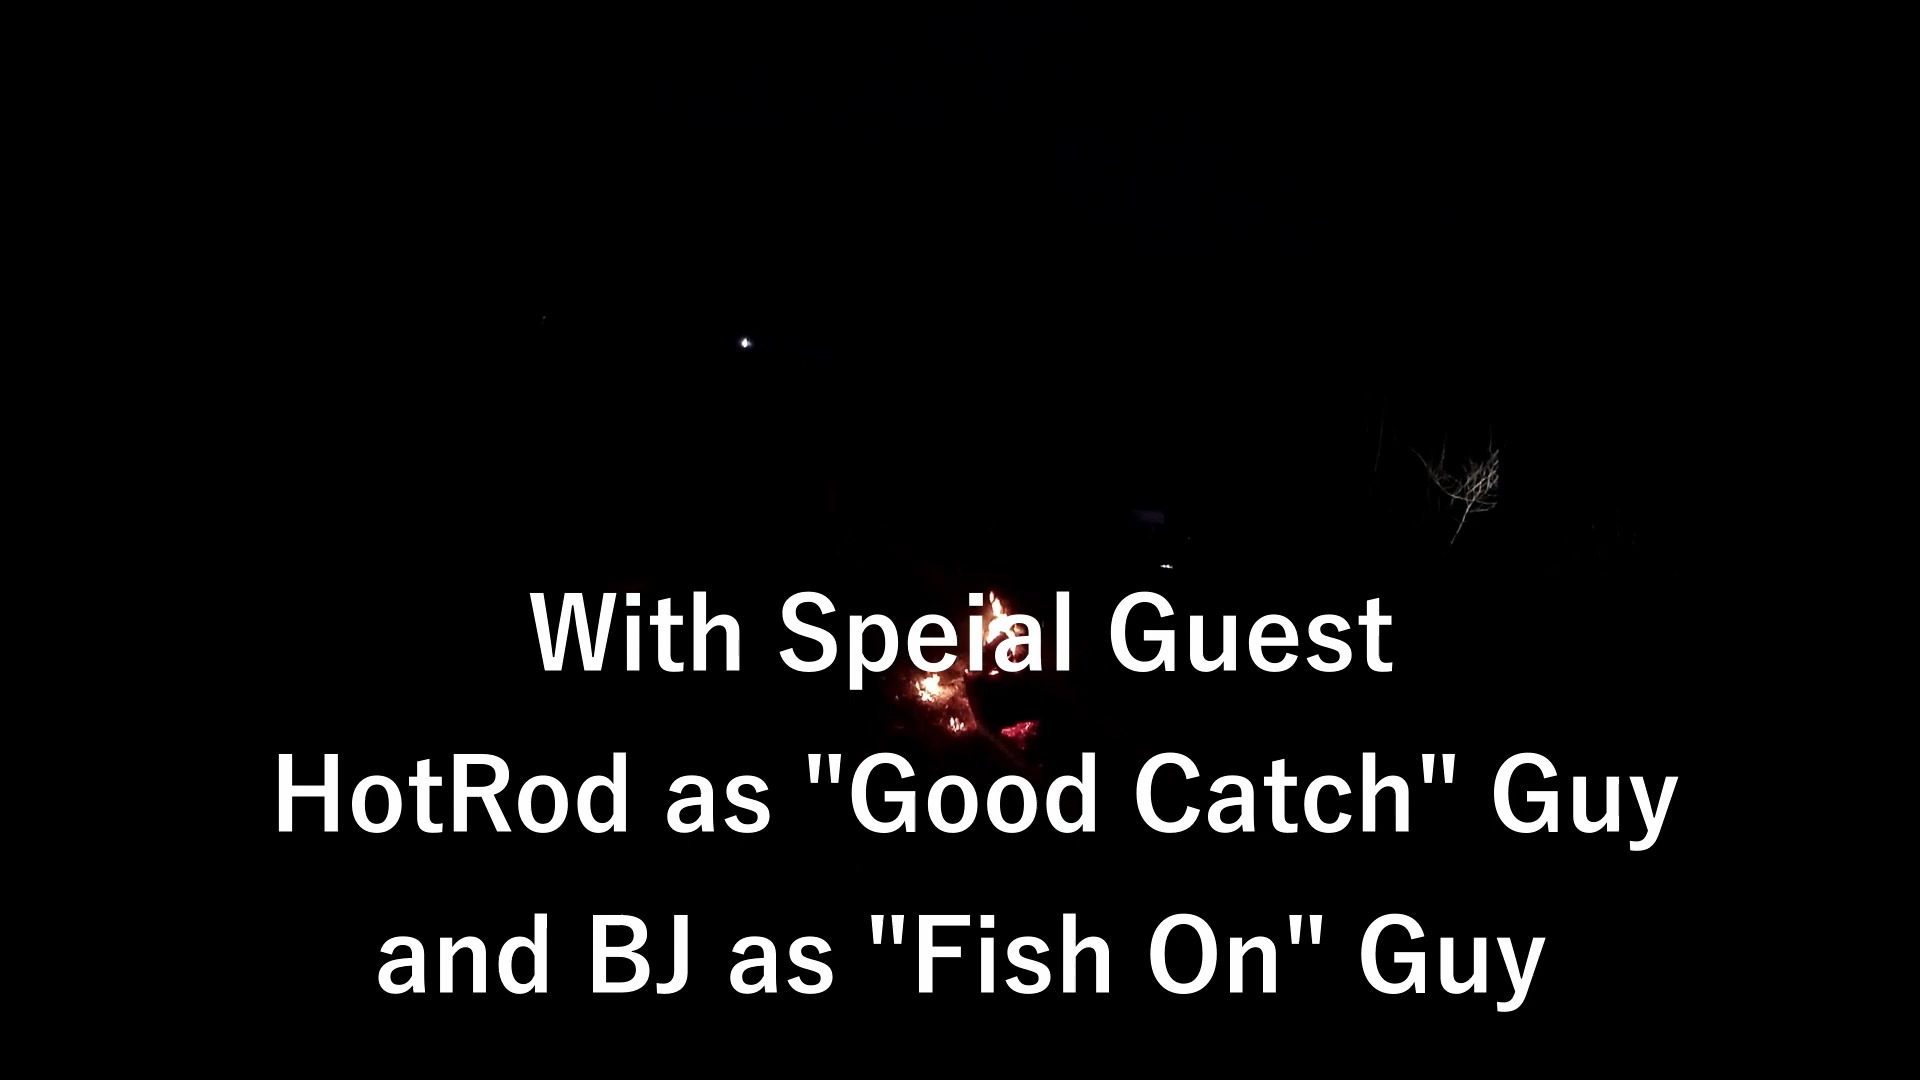 With Speial Guest
HotRod as "Good Catch" Guy
and BJ as "Fish On" Guy